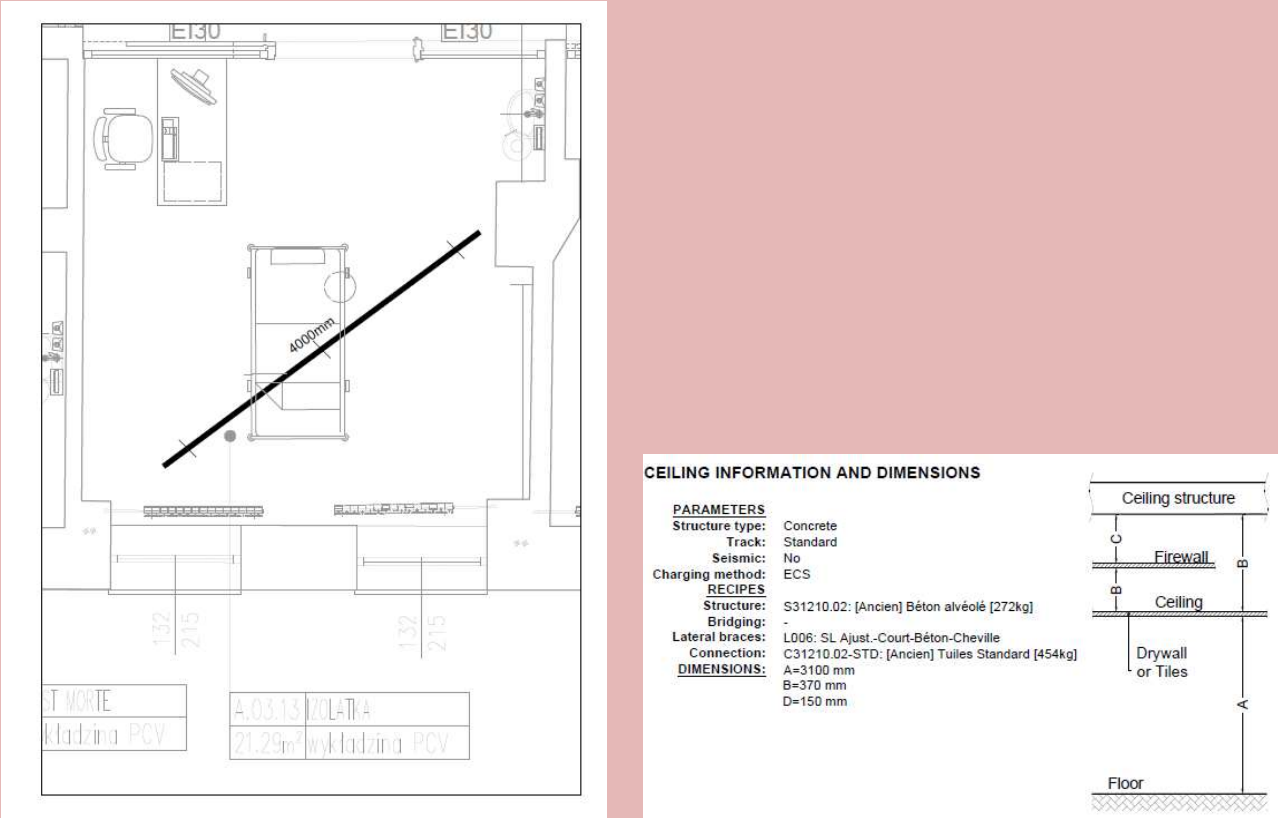 EI30
EI30
4000mm
132
215
132
215
ST MORTE
kładzina PCV
A.03.13 IZOLATKA
21.29m² wykładzina PCV
CEILING INFORMATION AND DIMENSIONS
PARAMETERS
Structure type: Concrete
Track: Standard
Seismic: No
Charging method: ECS
RECIPES
Structure: S31210.02: [Ancien] Béton alvéolé [272kg]
Bridging: -
Lateral braces: L006: SL Ajust.-Court-Béton-Cheville
Connection: C31210.02-STD: [Ancien] Tuiles Standard [454kg]
DIMENSIONS: A=3100 mm
B=370 mm
D=150 mm
Ceiling structure
C
Firewall
B
B
Ceiling
Drywall
or Tiles
A
Floor